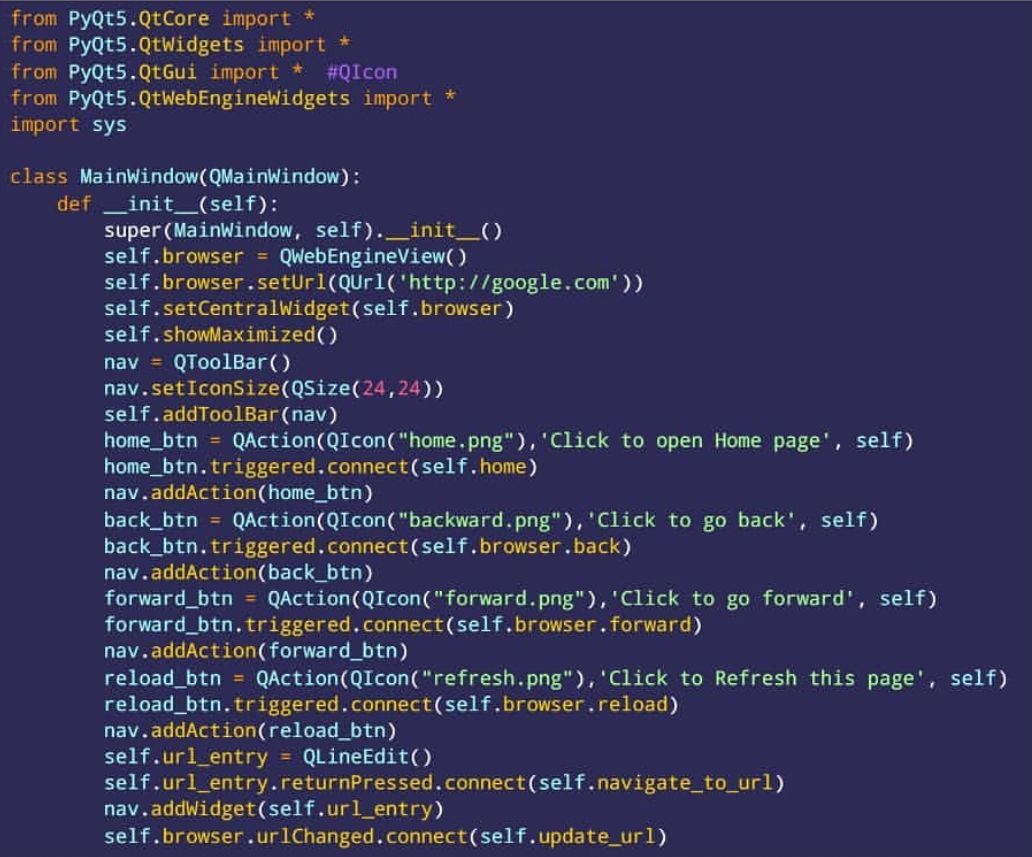 from PyQt5.QtCore import *
from PyQt5.QtWidgets import *
from PyQt5.QtGui import *  #QIcon
from PyQt5.QtWebEngineWidgets import *
import sys

class MainWindow(QMainWindow):
    def __init__(self):
        super(MainWindow, self).__init__()
        self.browser = QWebEngineView()
        self.browser.setUrl(QUrl('http://google.com'))
        self.setCentralWidget(self.browser)
        self.showMaximized()
        nav = QToolBar()
        nav.setIconSize(QSize(24,24))
        self.addToolBar(nav)
        home_btn = QAction(QIcon("home.png"),'Click to open Home page', self)
        home_btn.triggered.connect(self.home)
        nav.addAction(home_btn)
        back_btn = QAction(QIcon("backward.png"),'Click to go back', self)
        back_btn.triggered.connect(self.browser.back)
        nav.addAction(back_btn)
        forward_btn = QAction(QIcon("forward.png"),'Click to go forward', self)
        forward_btn.triggered.connect(self.browser.forward)
        nav.addAction(forward_btn)
        reload_btn = QAction(QIcon("refresh.png"),'Click to Refresh this page', self)
        reload_btn.triggered.connect(self.browser.reload)
        nav.addAction(reload_btn)
        self.url_entry = QLineEdit()
        self.url_entry.returnPressed.connect(self.navigate_to_url)
        nav.addWidget(self.url_entry)
        self.browser.urlChanged.connect(self.update_url)